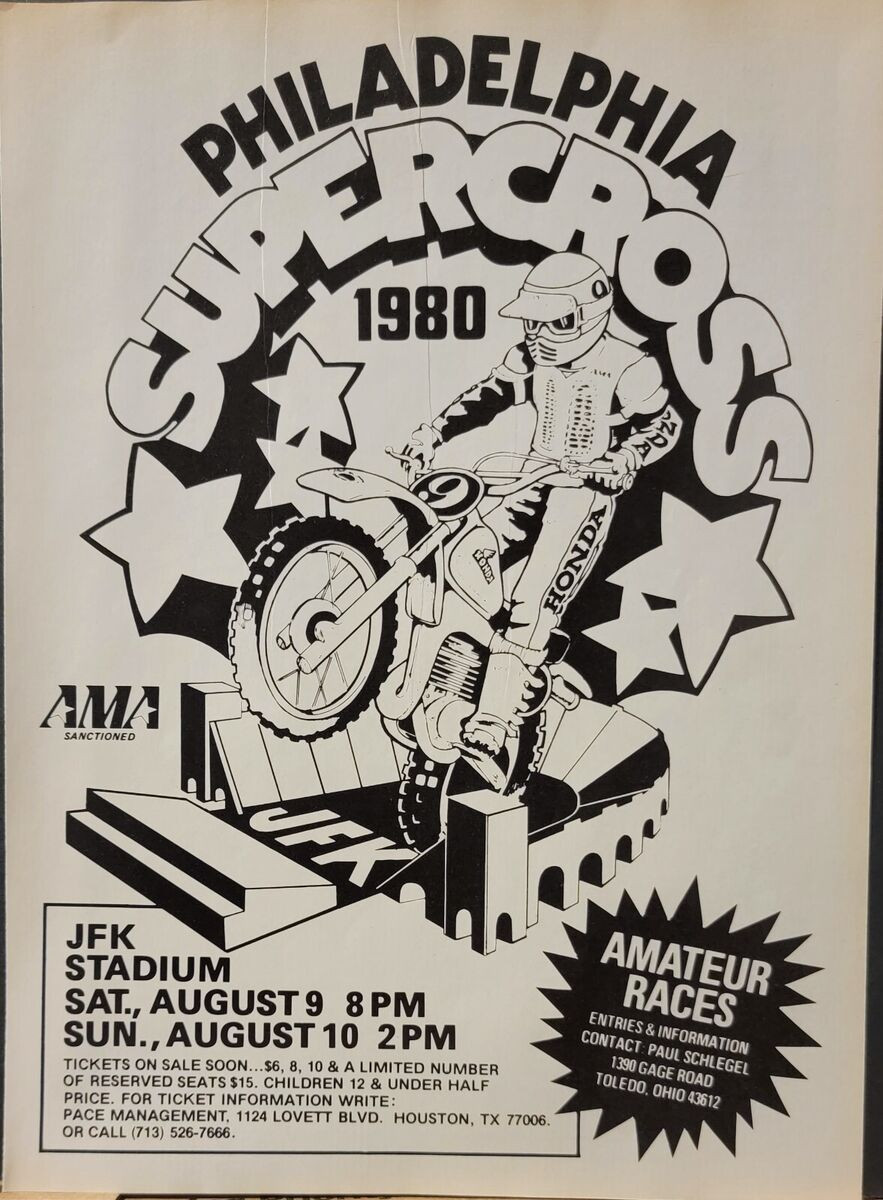 PHILADELPHIA
SUPERCROSS
1980
HONDA
9
HONDA
HONDA
AMA
SANCTIONED
JFK
JFK
STADIUM
SAT., AUGUST 9 8 PM
SUN., AUGUST 10 2 PM
TICKETS ON SALE SOON...$6, 8, 10 & A LIMITED NUMBER
OF RESERVED SEATS $15. CHILDREN 12 & UNDER HALF
PRICE. FOR TICKET INFORMATION WRITE:
PACE MANAGEMENT, 1124 LOVETT BLVD. HOUSTON, TX 77006.
OR CALL (713) 526-7666.
AMATEUR
RACES
ENTRIES & INFORMATION
CONTACT: PAUL SCHLEGEL
1390 GAGE ROAD
TOLEDO, OHIO 43612